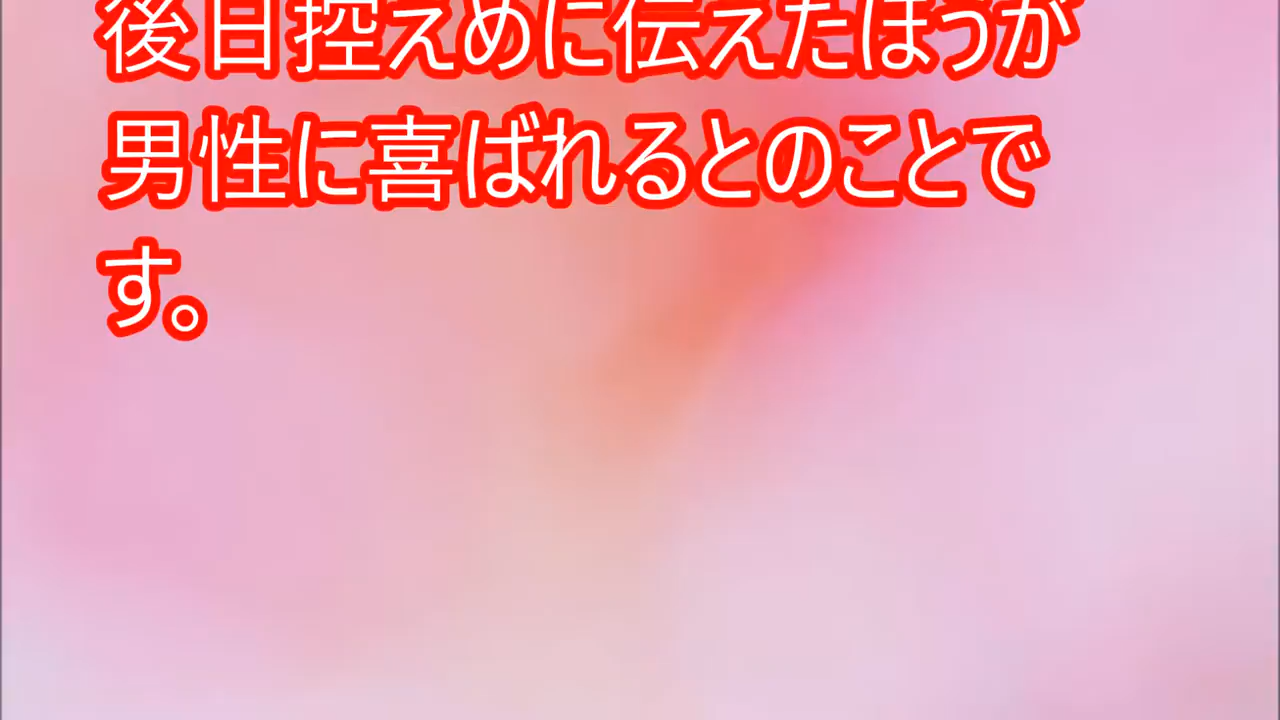 後日控えめに伝えたほうが
男性に喜ばれるとのことで
す。